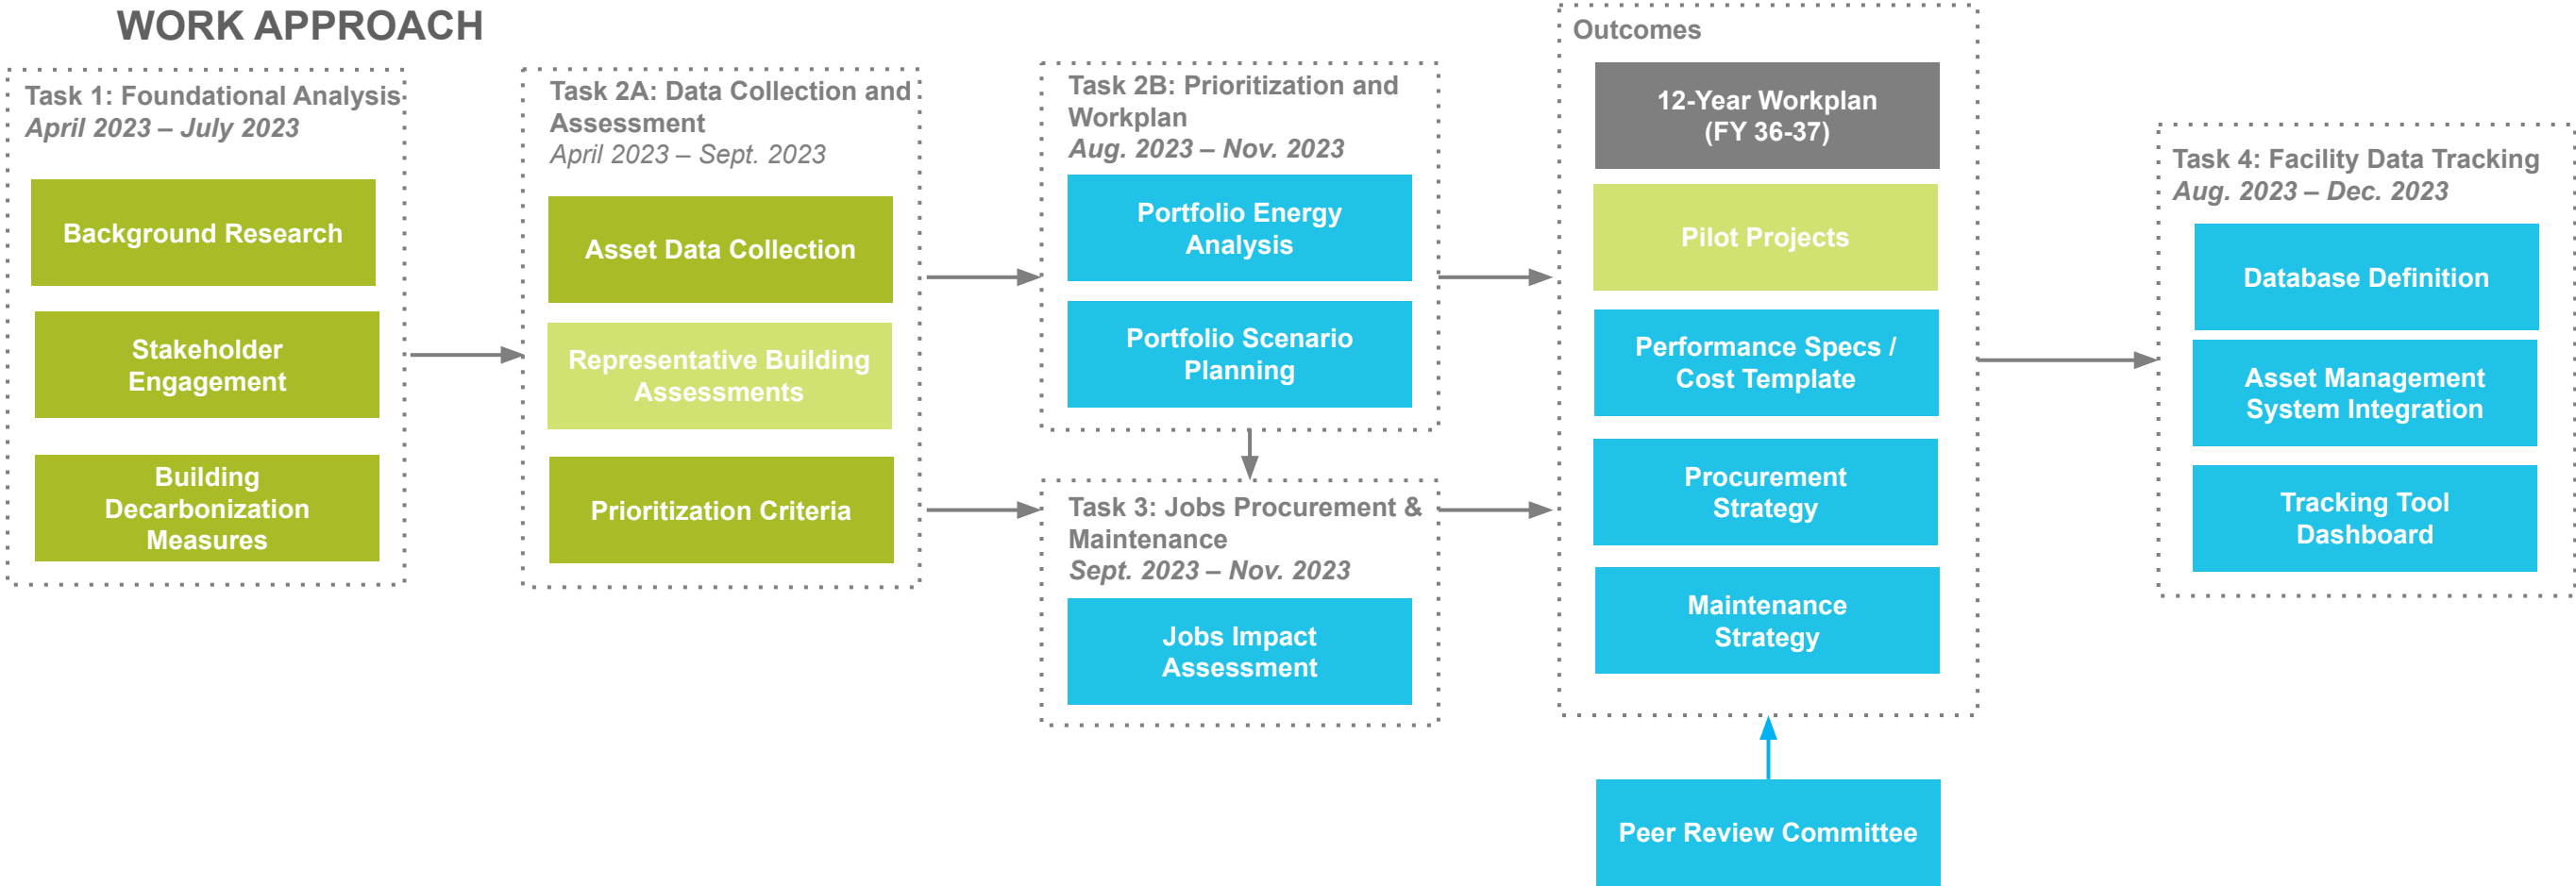 WORK APPROACH
Task 1: Foundational Analysis
April 2023 – July 2023
Background Research
Stakeholder
Engagement
Building
Decarbonization
Measures
Task 2A: Data Collection and
Assessment
April 2023 – Sept. 2023
Asset Data Collection
Representative Building
Assessments
Prioritization Criteria
Task 2B: Prioritization and
Workplan
Aug. 2023 – Nov. 2023
Portfolio Energy
Analysis
Portfolio Scenario
Planning
Task 3: Jobs Procurement &
Maintenance
Sept. 2023 – Nov. 2023
Jobs Impact
Assessment
Outcomes
12-Year Workplan
(FY 36-37)
Pilot Projects
Performance Specs /
Cost Template
Procurement
Strategy
Maintenance
Strategy
Peer Review Committee
Task 4: Facility Data Tracking
Aug. 2023 – Dec. 2023
Database Definition
Asset Management
System Integration
Tracking Tool
Dashboard